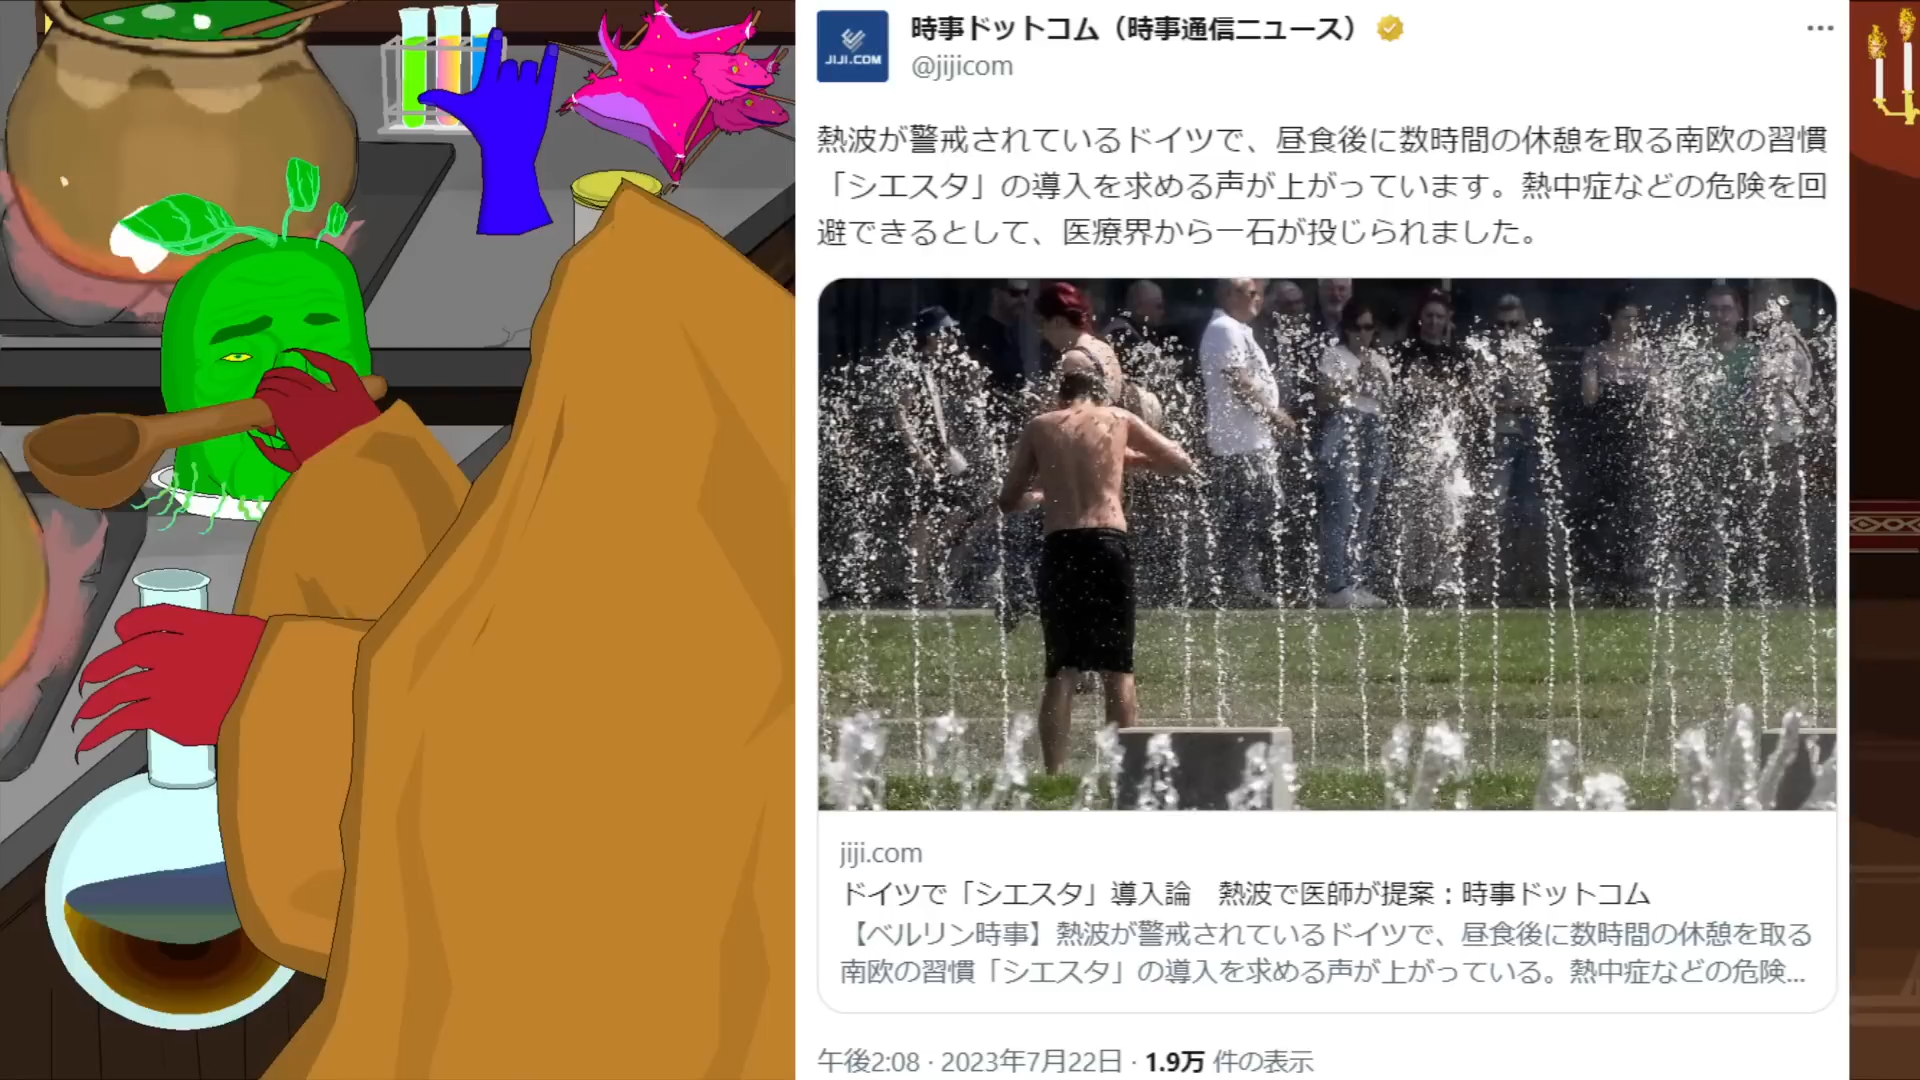 時事ドットコム（時事通信ニュース）
JIJI.COM
@jijicom
熱波が警戒されているドイツで、昼食後に数時間の休憩を取る南欧の習慣
「シエスタ」の導入を求める声が上がっています。熱中症などの危険を回
避できるとして、医療界から一石が投じられました。
jiji.com
ドイツで「シエスタ」導入論　熱波で医師が提案：時事ドットコム
【ベルリン時事】熱波が警戒されているドイツで、昼食後に数時間の休憩を取る
南欧の習慣「シエスタ」の導入を求める声が上がっている。熱中症などの危険...
午後2:08 · 2023年7月22日 · 1.9万 件の表示